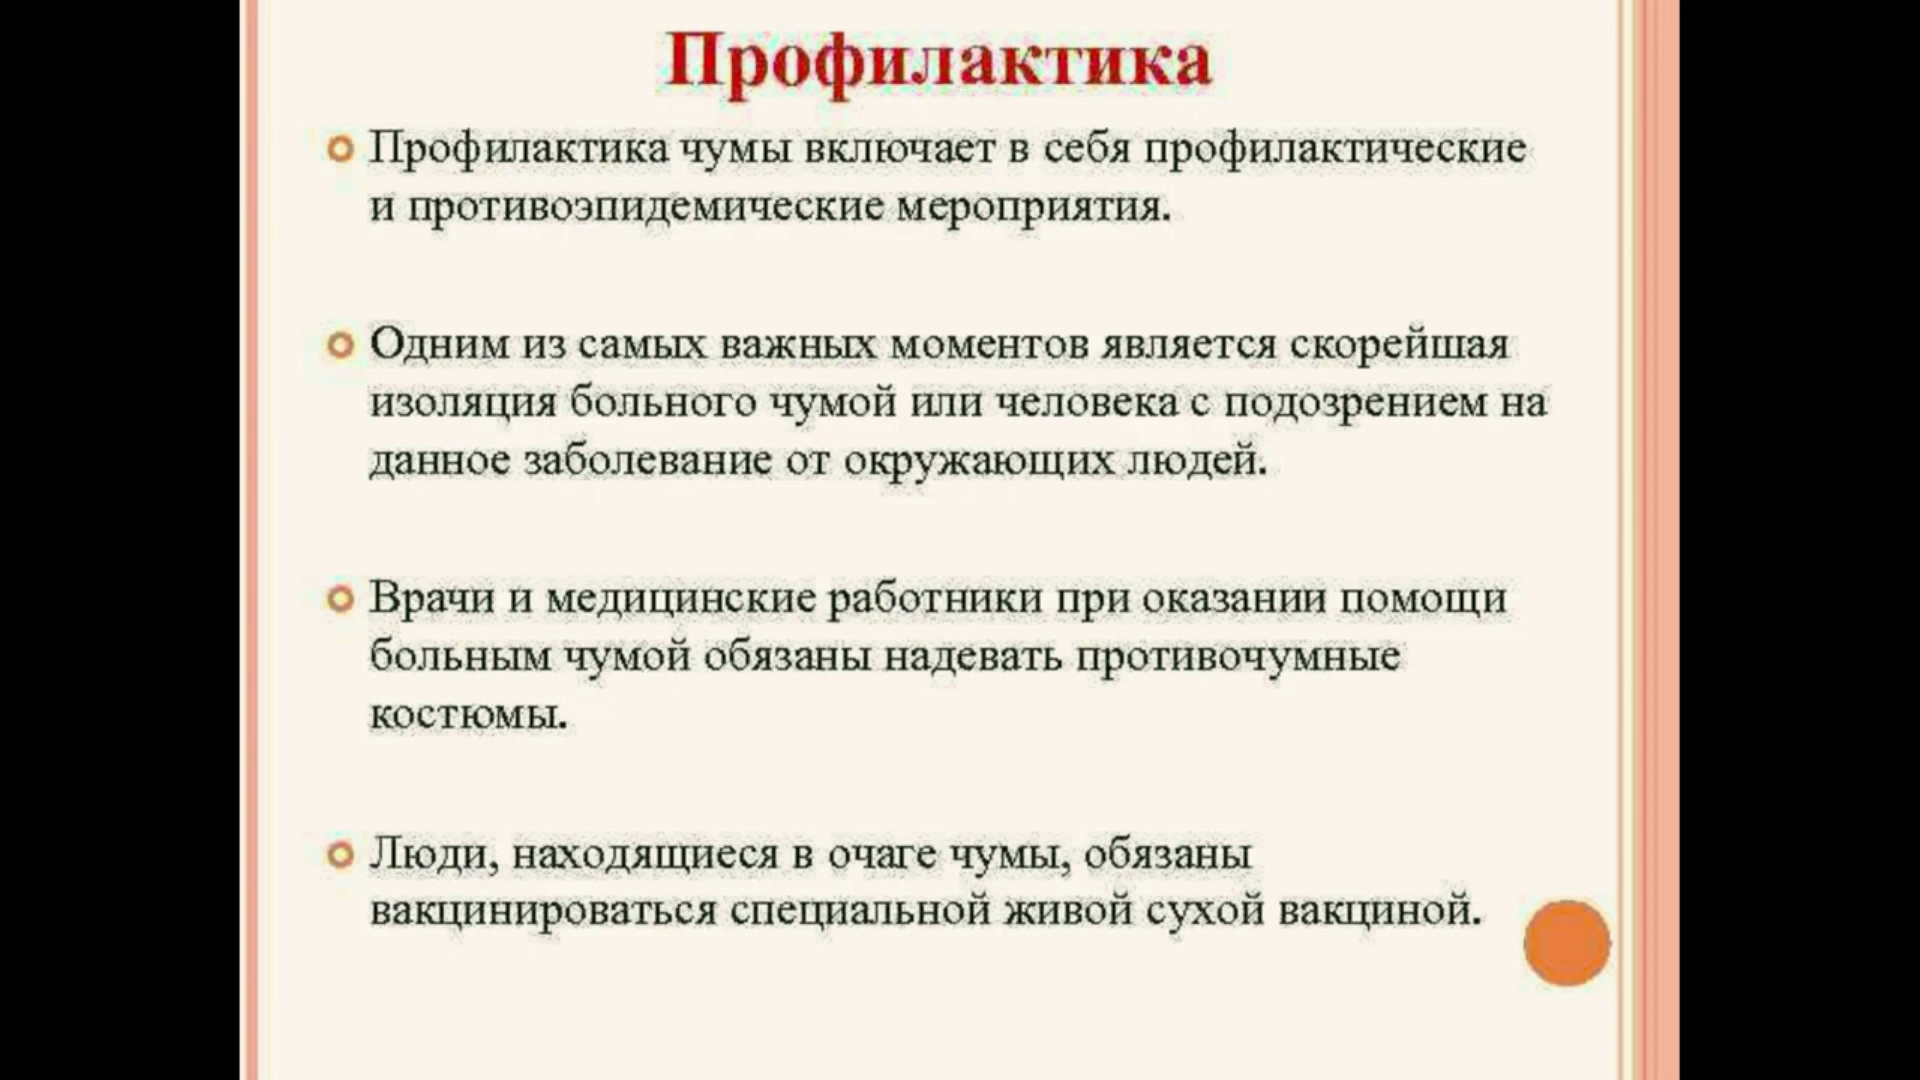 Профилактика
Профилактика чумы включает в себя профилактические
и противоэпидемические мероприятия.
Одним из самых важных моментов является скорейшая
изоляция больного чумой или человека с подозрением на
данное заболевание от окружающих людей.
Врачи и медицинские работники при оказании помощи
больным чумой обязаны надевать противочумные
костюмы.
Люди, находящиеся в очаге чумы, обязаны
вакцинироваться специальной живой сухой вакциной.